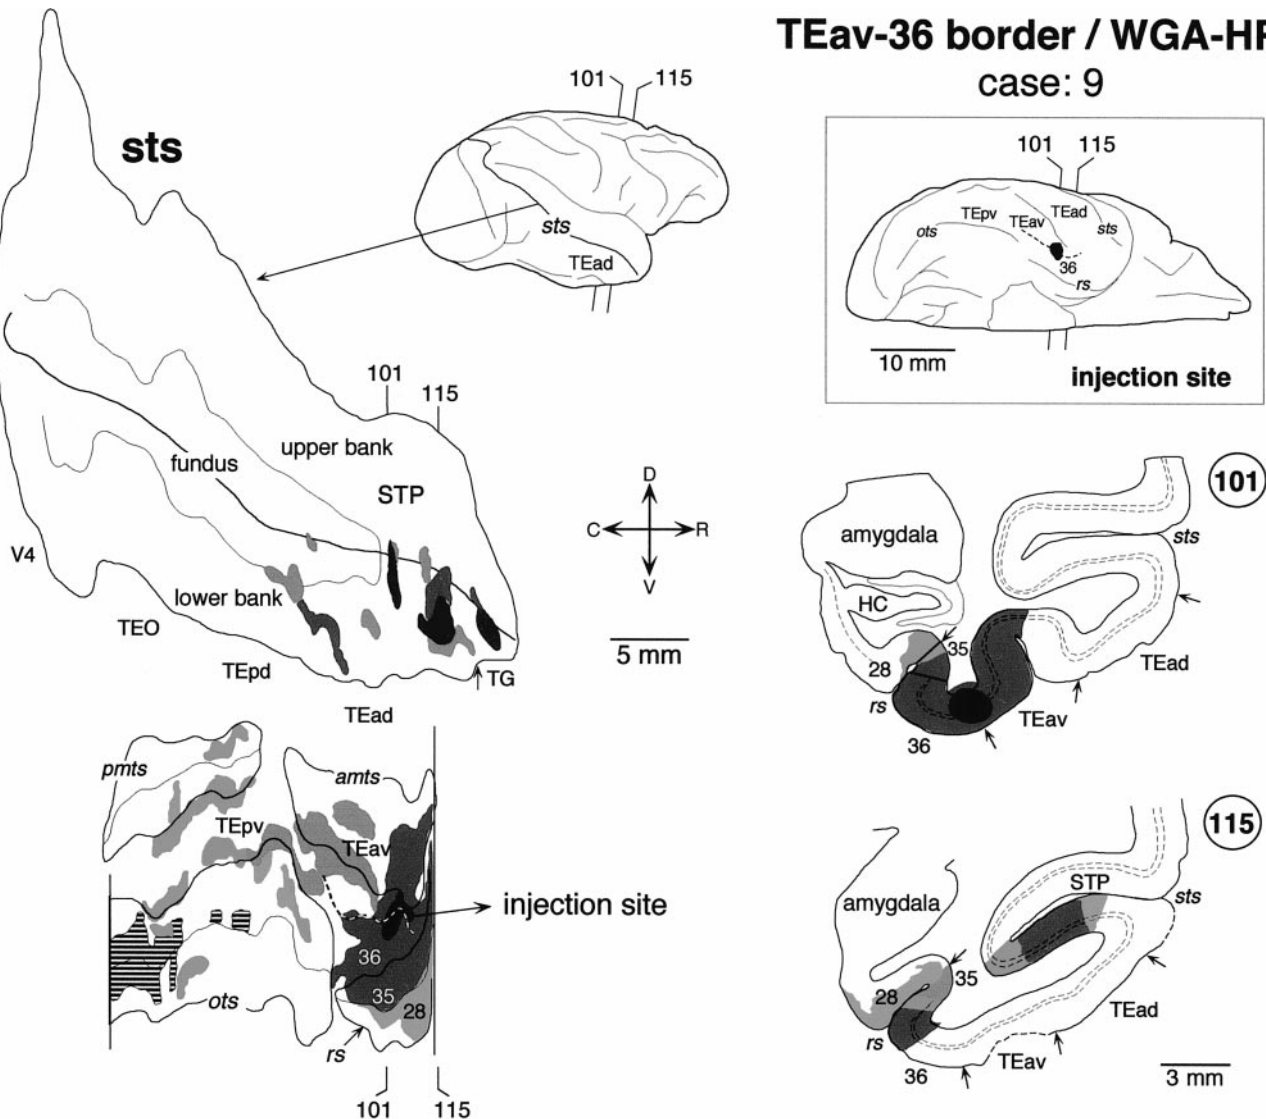 TEav-36 border / WGA-HR
case: 9
sts
101 115
sts
TEad
101 115
TEpv TEav TEad
ots sts
36
rs
10 mm
injection site
101
115
upper bank
fundus
STP
V4
lower bank
TEO
TEpd
TG
TEad
D
C R
V
5 mm
101
amygdala
sts
HC
35
28
TEad
rs
TEav
36
pmts
amts
TEpv
TEav
injection site
36
35
28
ots
rs
101 115
115
STP
sts
amygdala
35
28
TEad
rs
TEav
36
3 mm